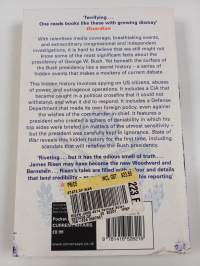 'Terrifying...
One reads books like these with growing dismay'
Guardian
With relentless media coverage, breathtaking events,
and extraordinary congressional and independent
investigations, it is hard to believe that we still might not
know some of the most significant facts about the
presidency of George W. Bush. Yet beneath the surface of
the Bush presidency lies a secret history – a series of
hidden events that makes a mockery of current debate.
This hidden history involves spying on US citizens, abuses
of power, and outrageous operations. It includes a CIA that
became caught in a political crossfire that it could not
withstand, and what it did to respond. It includes a Defense
Department that made its own foreign policy, even against
the wishes of the commander in chief. It features a
president who created a sphere of deniability in which his
top aides were briefed on matters of the utmost sensitivity –
but the president was carefully kept in ignorance. State of
War reveals this hidden history for the first time, including
scandals that will redefine the Bush presidency.
'Riveting... but it has the odious smell of truth...
James Risen may have become the new Woodward and
Bernstein... Risen's tales are filled with
and details
that lend credibility
his reporting'
Pocket
CURRENT AFFAIRS
£8.99